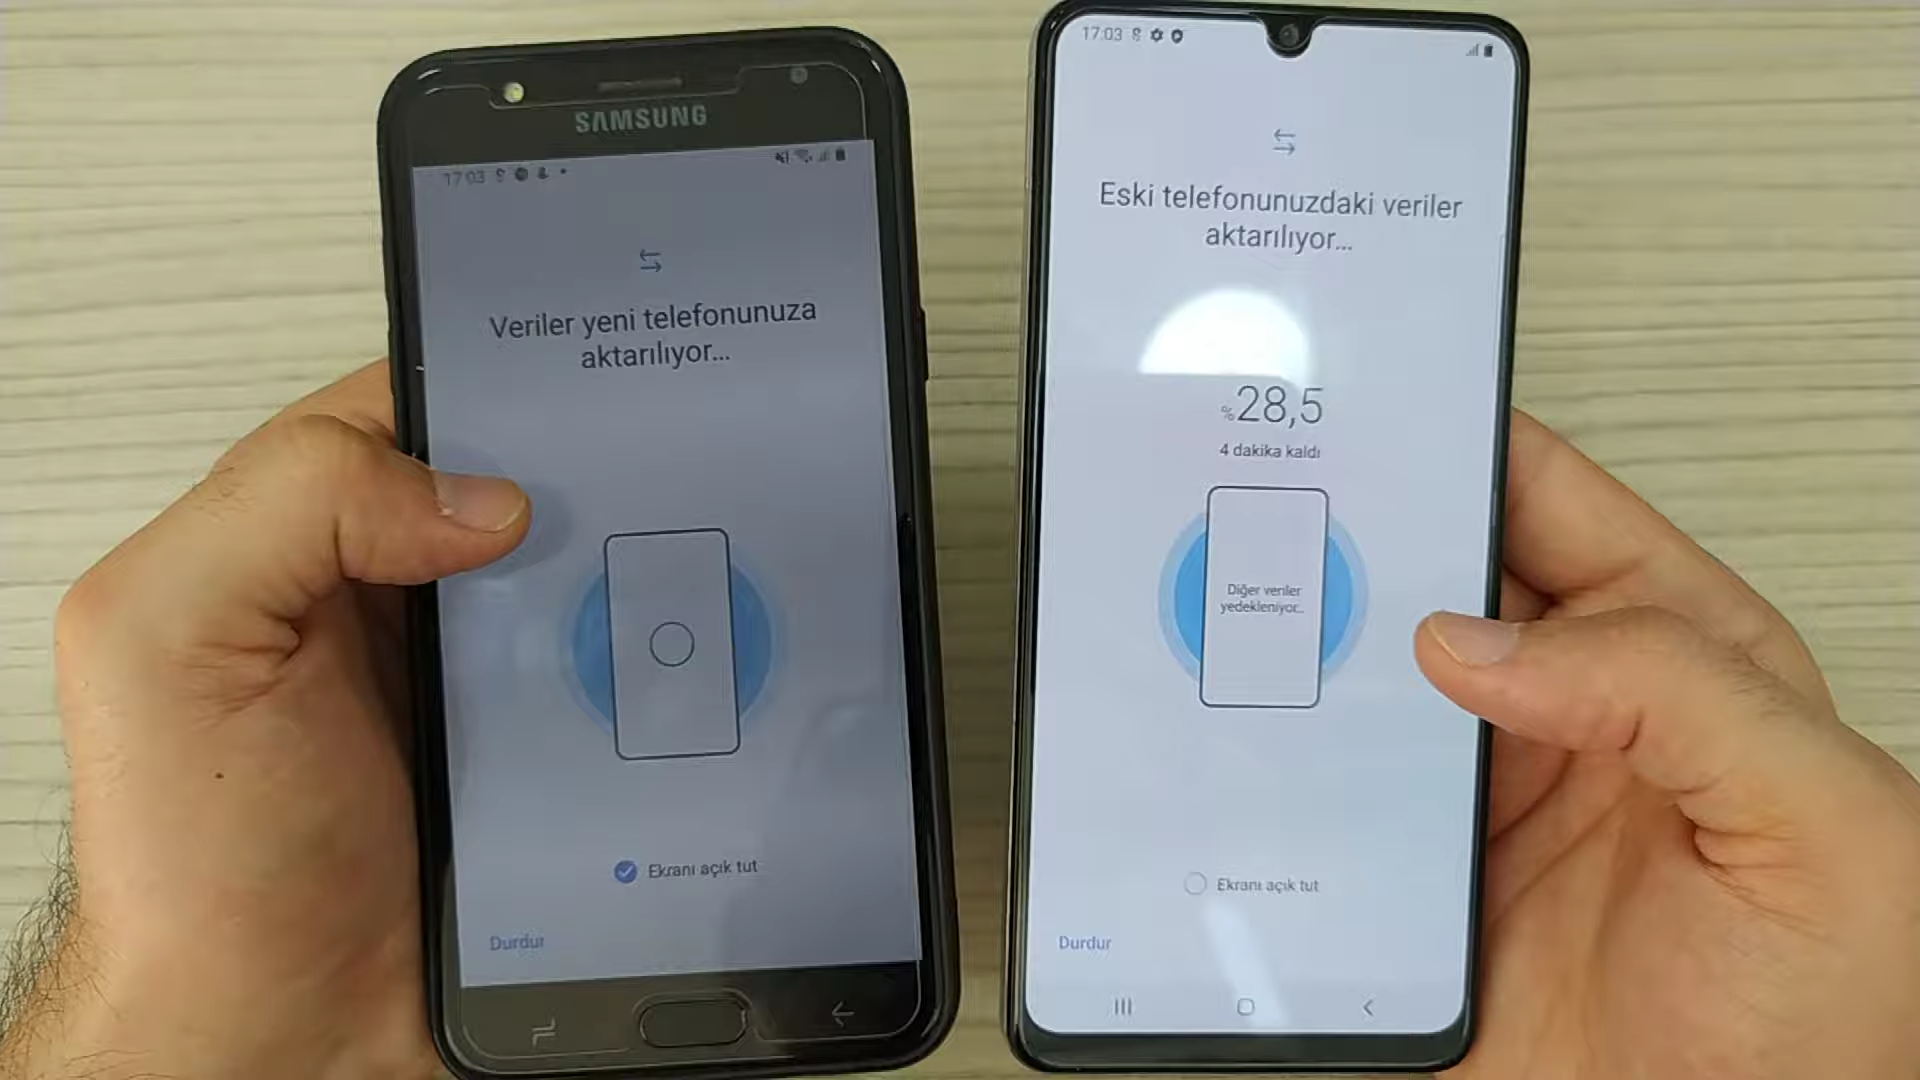 SAMSUNG
17:03
Veriler yeni telefonunuza
aktarılıyor...
Ekranı açık tut
Durdur
17:03
Eski telefonunuzdaki veriler
aktarılıyor...
%28,5
4 dakika kaldı
Diğer veriler
yedekleniyor...
Ekranı açık tut
Durdur